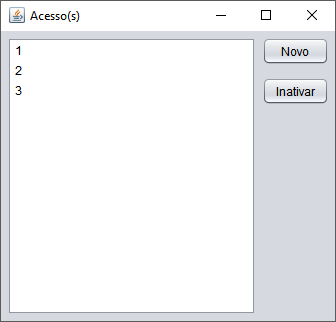 Acesso(s)
1
2
3
Novo
Inativar